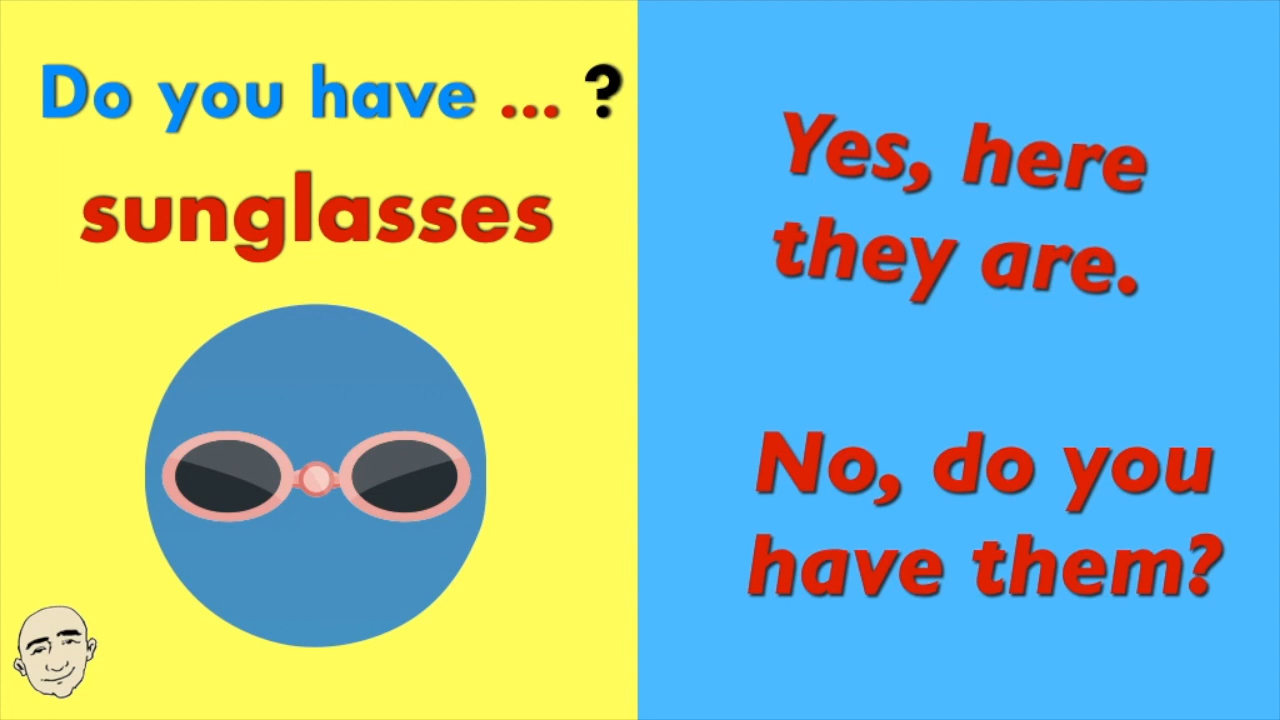 Do you have ... ?
sunglasses
Yes, here
they are.
No, do you
have them?